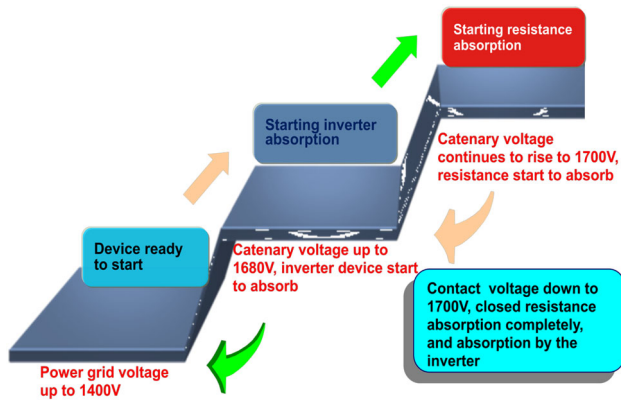 Starting resistance
absorption
Starting inverter
absorption
Catenary voltage
continues to rise to 1700V,
resistance start to absorb
Device ready
to start
Catenary voltage up to
1680V, inverter device start
to absorb
Contact  voltage down to
1700V, closed resistance
absorption completely,
and absorption by the
inverter
Power grid voltage
up to 1400V